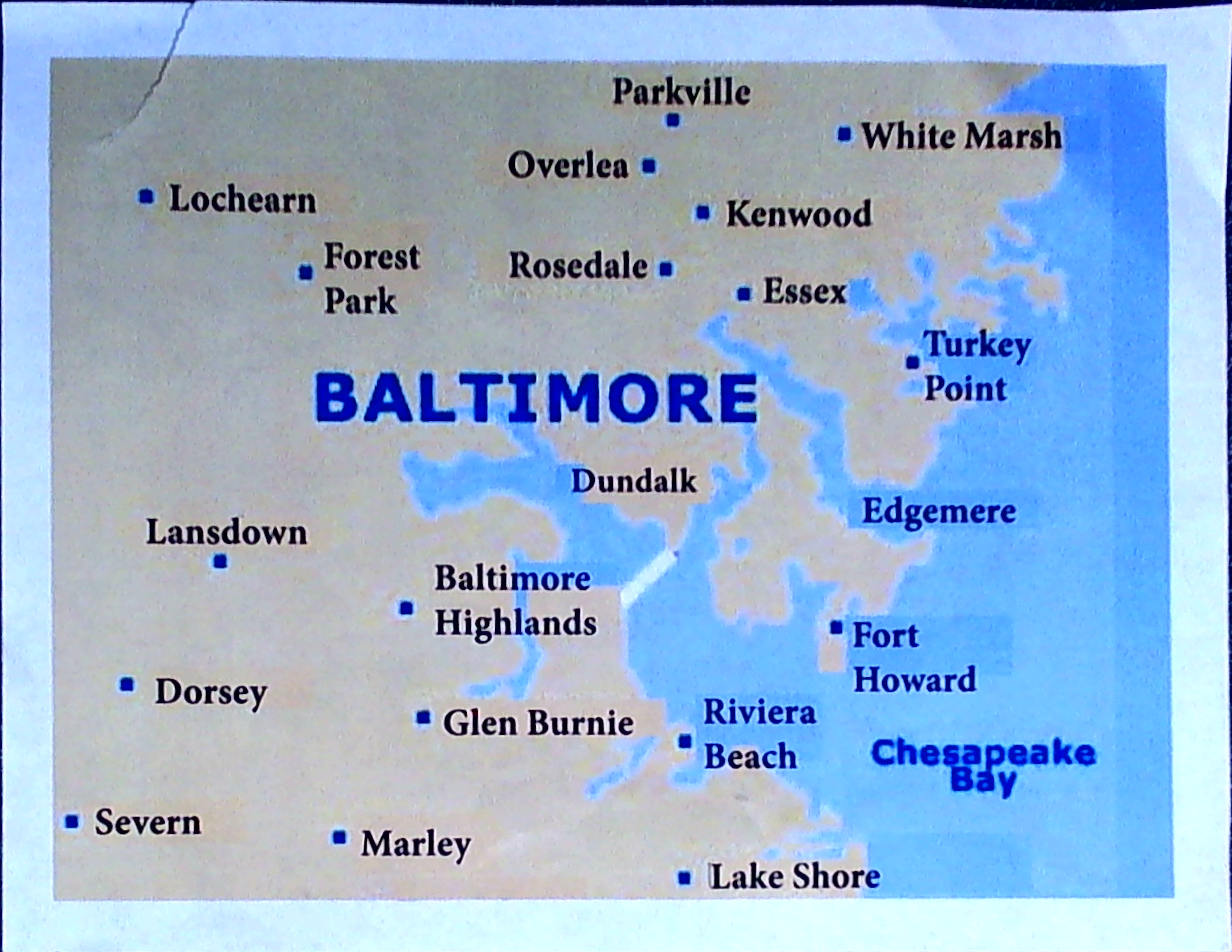 Parkville
White Marsh
Overlea
Lochearn
Kenwood
Forest
Park
Rosedale
Essex
Turkey
Point
BALTIMORE
Dundalk
Edgemere
Lansdown
Baltimore
Highlands
Fort
Howard
Dorsey
Glen Burnie
Riviera
Beach
Chesapeake
Bay
Severn
Marley
Lake Shore